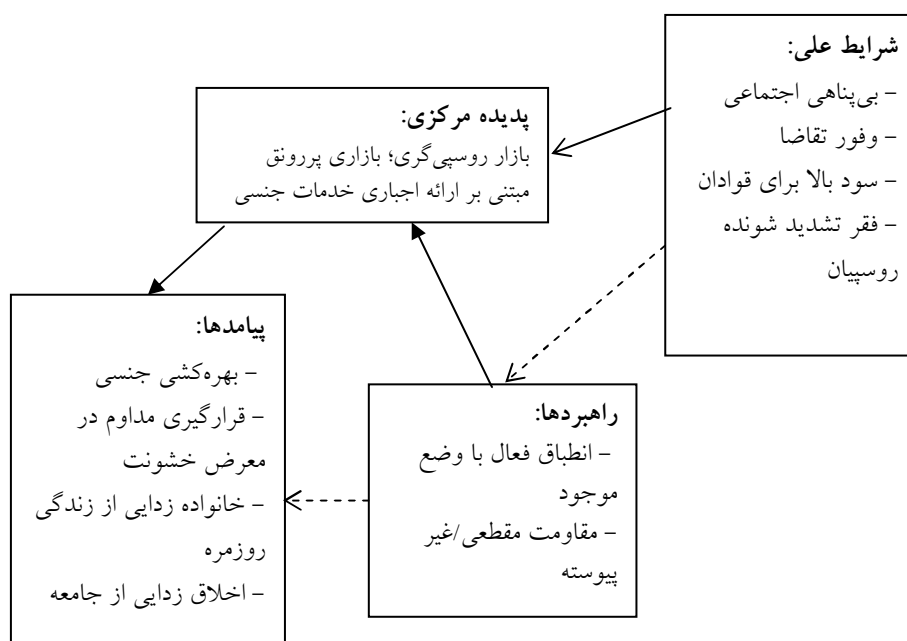 شرایط علی:
– بی‌پناهی اجتماعی
– وفور تقاضا
– سود بالا برای قوادان
– فقر تشدید شونده
روسپیان
پدیده مرکزی:
بازار روسپی‌گری؛ بازاری پررونق
مبتنی بر ارائه اجباری خدمات جنسی
راهبردها:
– انطباق فعال با وضع
موجود
– مقاومت مقطعی/غیر
پیوسته
پیامدها:
– بهره‌کشی جنسی
– قرارگیری مداوم در
معرض خشونت
– خانواده زدایی از زندگی
روزمره
– اخلاق زدایی از جامعه